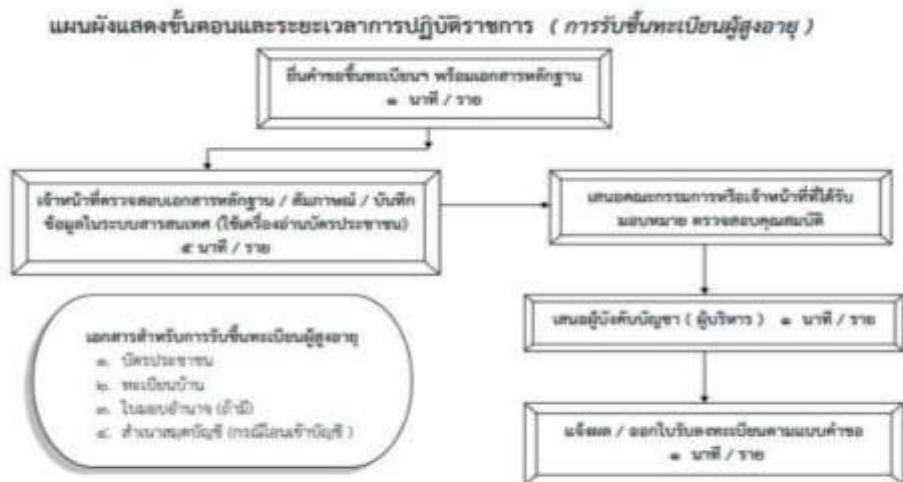 แผนผังแสดงขั้นตอนและระยะเวลาการปฏิบัติราชการ ( การรับขึ้นทะเบียนผู้สูงอายุ )
ยื่นคำขอขึ้นทะเบียนฯ พร้อมเอกสารหลักฐาน
๑ นาที / ราย
เจ้าหน้าที่ตรวจสอบเอกสารหลักฐาน / สัมภาษณ์ / บันทึก
ข้อมูลในระบบสารสนเทศ (ใช้เครื่องอ่านบัตรประชาชน)
๕ นาที / ราย
เสนอคณะกรรมการหรือเจ้าหน้าที่ที่ได้รับ
มอบหมาย ตรวจสอบคุณสมบัติ
เสนอผู้บังคับบัญชา ( ผู้บริหาร ) ๑ นาที / ราย
แจ้งผล / ออกใบรับลงทะเบียนตามแบบคำขอ
๑ นาที / ราย
เอกสารสำหรับการรับขึ้นทะเบียนผู้สูงอายุ
๑. บัตรประชาชน
๒. ทะเบียนบ้าน
๓. ใบมอบอำนาจ (ถ้ามี)
๔. สำเนาสมุดบัญชี (กรณีโอนเข้าบัญชี )